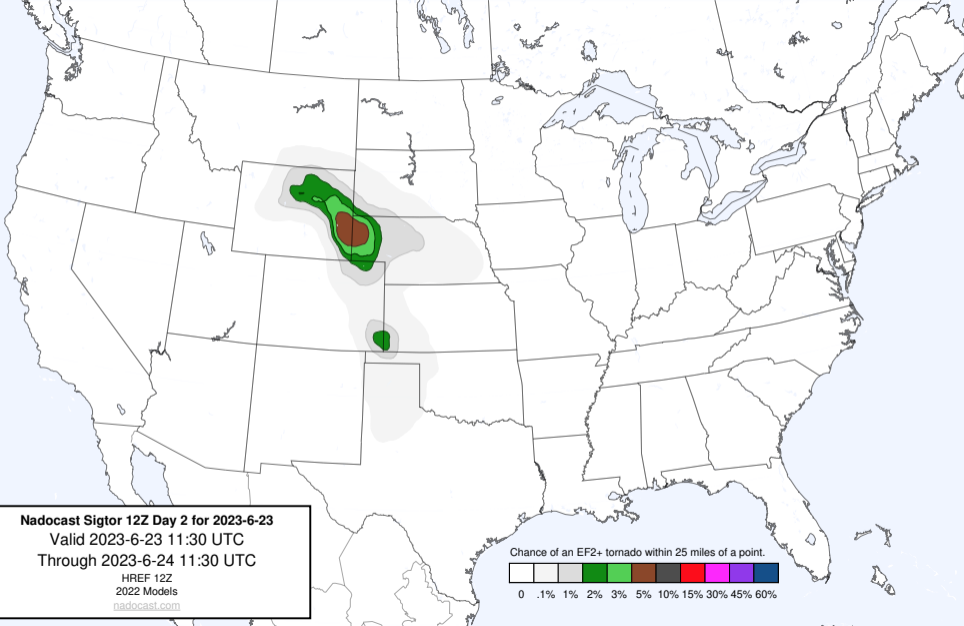 Nadocast Sigtor 12Z Day 2 for 2023-6-23
Valid 2023-6-23 11:30 UTC
Through 2023-6-24 11:30 UTC
HREF 12Z
2022 Models
nadocast.com
Chance of an EF2+ tornado within 25 miles of a point.
0 .1% 1% 2% 3% 5% 10% 15% 30% 45% 60%